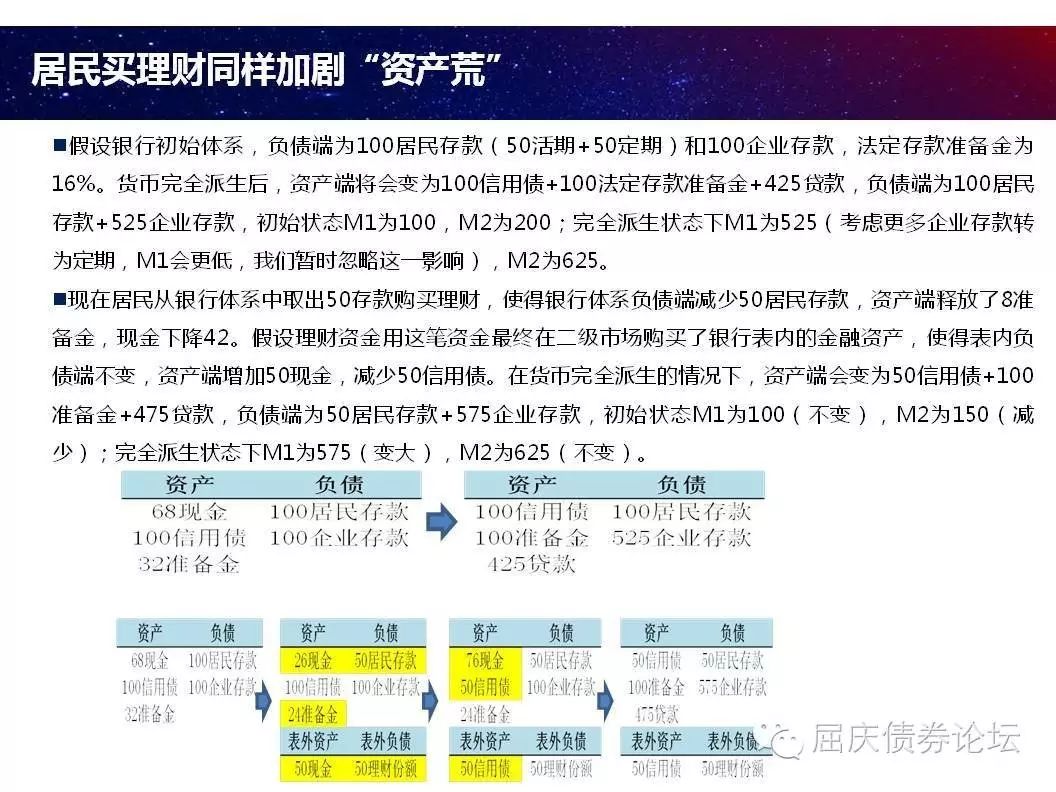 居民买理财同样加剧“资产荒”
■假设银行初始体系，负债端为100居民存款（50活期+50定期）和100企业存款，法定存款准备金为
16%。货币完全派生后，资产端将会变为100信用债+100法定存款准备金+425贷款，负债端为100居民
存款+525企业存款，初始状态M1为100，M2为200；完全派生状态下M1为525（考虑更多企业存款转
为定期，M1会更低，我们暂时忽略这一影响），M2为625。
■现在居民从银行体系中取出50存款购买理财，使得银行体系负债端减少50居民存款，资产端释放了8准
备金，现金下降42。假设理财资金用这笔资金最终在二级市场购买了银行表内的金融资产，使得表内负
债端不变，资产端增加50现金，减少50信用债。在货币完全派生的情况下，资产端会变为50信用债+100
准备金+475贷款，负债端为50居民存款+575企业存款，初始状态M1为100（不变），M2为150（减
少）；完全派生状态下M1为575（变大），M2为625（不变）。
资产 负债 资产 负债
68现金 100居民存款 100信用债 100居民存款
100信用债 100企业存款 100准备金 525企业存款
32准备金 425贷款
资产 负债 资产 负债 资产 负债 资产 负债
68现金 100居民存款 26现金 50居民存款 76现金 50居民存款 50信用债 50居民存款
100信用债 100企业存款 100信用债 100企业存款 50信用债 100企业存款 100准备金 575企业存款
32准备金 24准备金 24准备金 475贷款
表外资产 表外负债 表外资产 表外负债 表外资产 表外负债
50现金 50理财份额 50信用债 50理财份额 50信用债 50理财份额
屈庆债券论坛